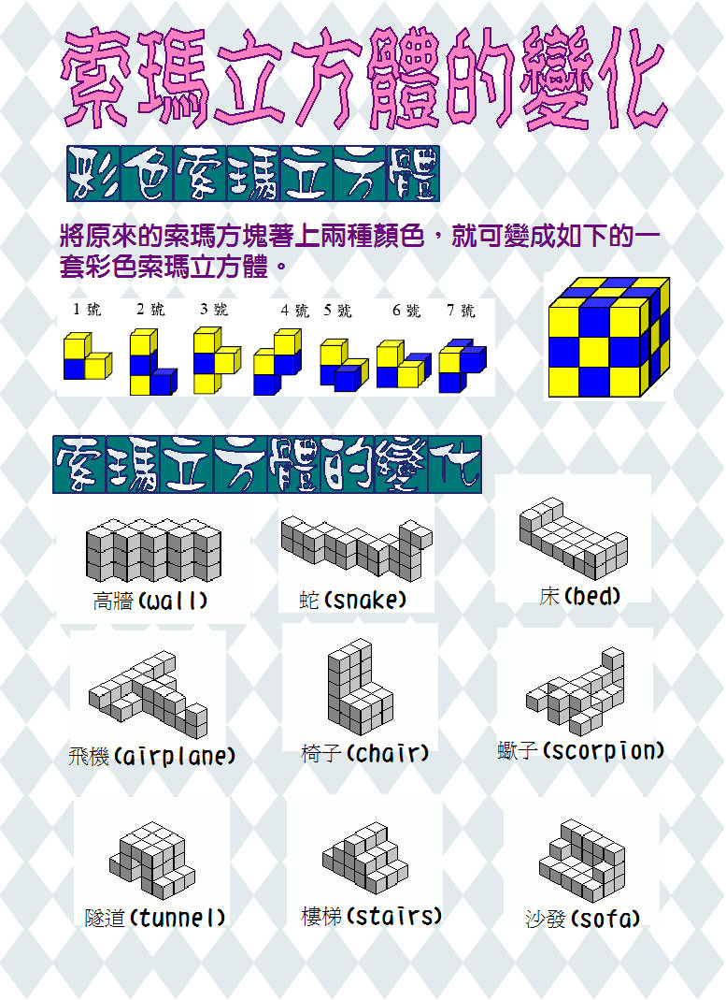 索瑪立方體的變化
彩色索瑪立方體
將原來的索瑪方塊著上兩種顏色，就可變成如下的一
套彩色索瑪立方體。
1 號 2 號 3 號 4 號 5 號 6 號 7 號
索瑪立方體的變化
高牆(wall) 蛇(snake) 床(bed)
飛機(airplane) 椅子(chair) 蠍子(scorpion)
隧道(tunnel) 樓梯(stairs) 沙發(sofa)